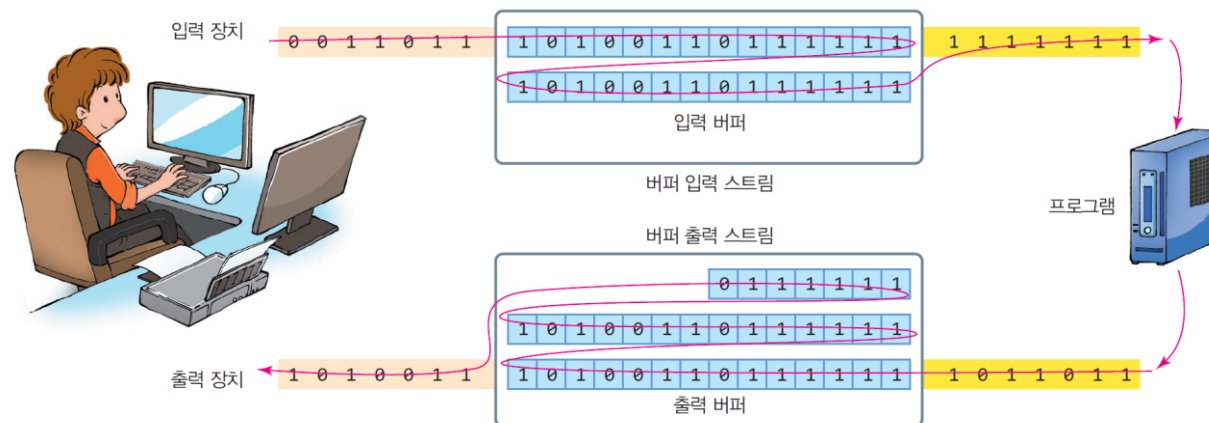 입력 장치
0 0 1 1 0 1 1 1 0 1 0 0 1 1 0 1 1 1 1 1 1 1 1 1 1 1 1 1
1 0 1 0 0 1 1 0 1 1 1 1 1 1
입력 버퍼
버퍼 입력 스트림
프로그램
버퍼 출력 스트림
0 1 1 1 1 1 1
1 0 1 0 0 1 1 0 1 1 1 1 1 1
출력 장치
1 0 1 0 0 1 1 1 0 1 0 0 1 1 0 1 1 1 1 1 1 1 0 1 1 0 1 1
출력 버퍼